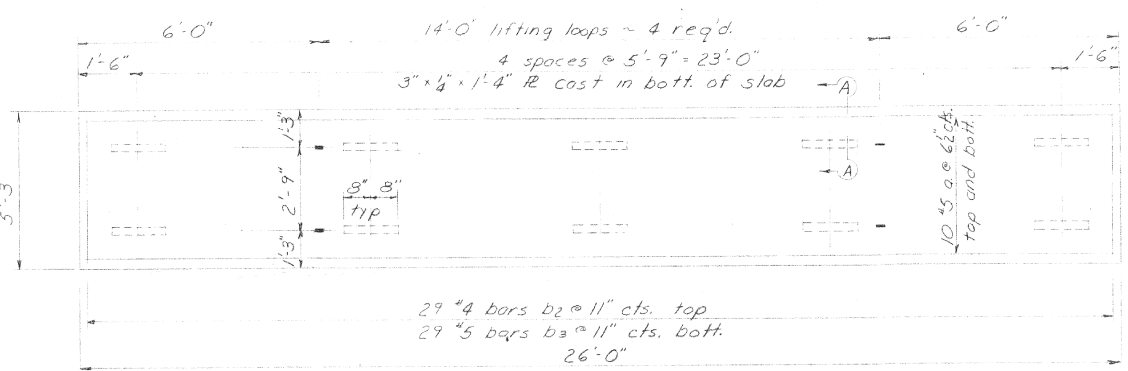 6'-0" 14'-0" lifting loops ~ 4 req'd. 6'-0"
1'-6" 4 spaces @ 5'-9" = 23'-0" 1'-6"
3" x ¼" x 1'-4" PL cast in bott. of slab
A
A
5'-3
1'-3"
2'-9"
1'-3"
8" 8"
typ
10 #5 a @ 6½" cts.
top and bott.
29 #4 bars b2 @ 11" cts. top
29 #5 bars b3 @ 11" cts. bott.
26'-0"